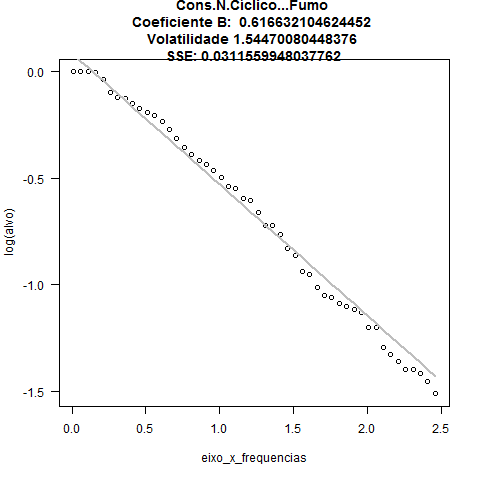 Cons.N.Ciclico...Fumo
Coeficiente B:  0.616632104624452
Volatilidade 1.54470080448376
SSE: 0.0311559948037762
0.0
-0.5
-1.0
-1.5
log(alvo)
0.0 0.5 1.0 1.5 2.0 2.5
eixo_x_frequencias